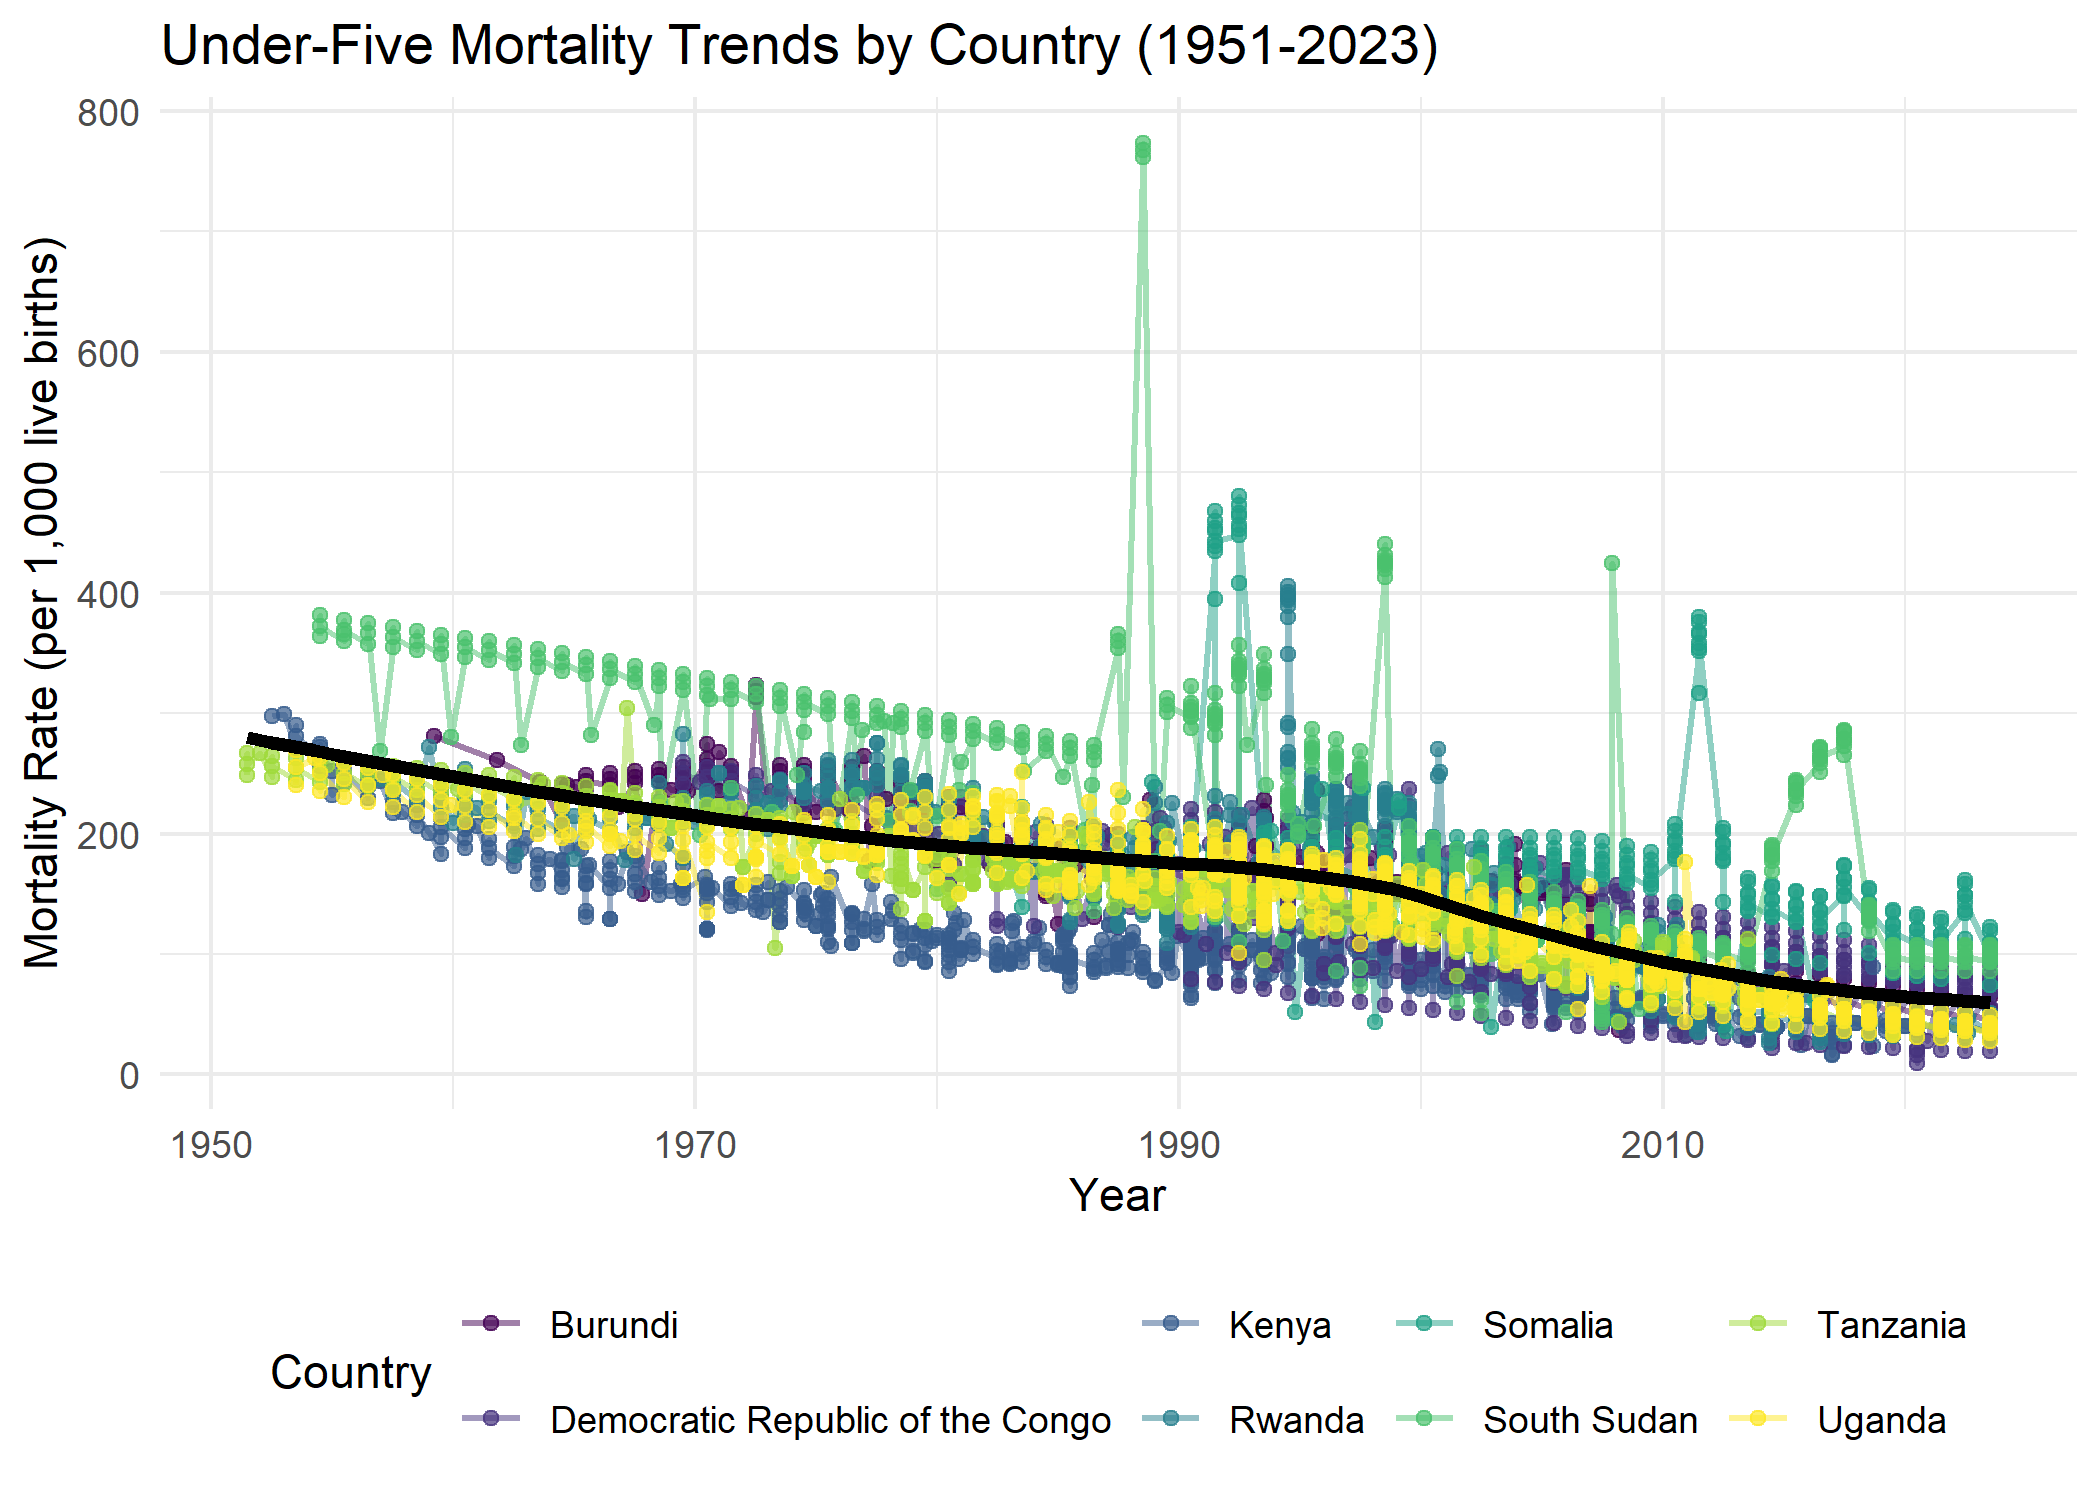 Under-Five Mortality Trends by Country (1951-2023)
Mortality Rate (per 1,000 live births)
800
600
400
200
0
1950
1970
1990
2010
Year
Country
Burundi
Democratic Republic of the Congo
Kenya
Rwanda
Somalia
South Sudan
Tanzania
Uganda